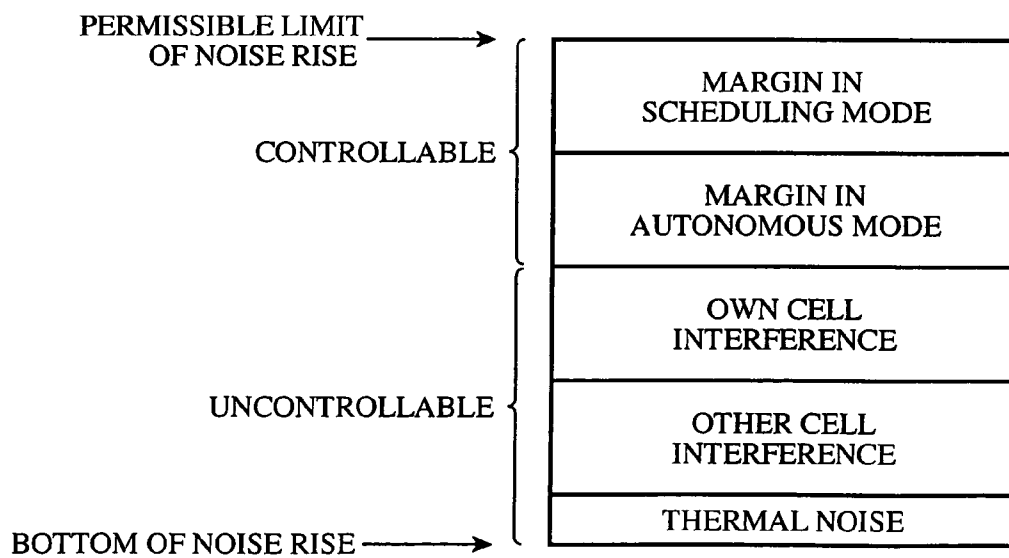 PERMISSIBLE LIMIT
OF NOISE RISE
MARGIN IN
SCHEDULING MODE
CONTROLLABLE
MARGIN IN
AUTONOMOUS MODE
OWN CELL
INTERFERENCE
UNCONTROLLABLE
OTHER CELL
INTERFERENCE
THERMAL NOISE
BOTTOM OF NOISE RISE